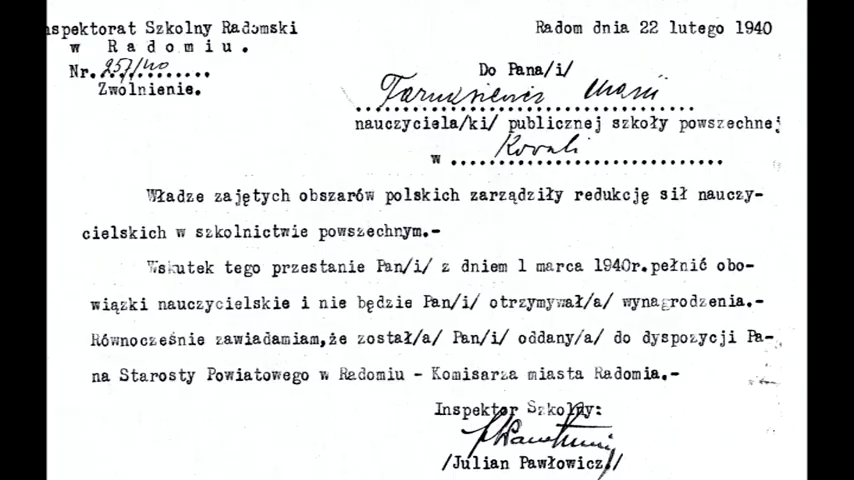 nspektorat Szkolny Radomski
w Radomiu.
Nr. 257/40
Zwolnienie.
Radom dnia 22 lutego 1940
Do Pana/i/
Marii
nauczyciela/ki/ publicznej szkoły powszechnej
w Kowali
Władze zajętych obszarów polskich zarządziły redukcję sił nauczy-
cielskich w szkolnictwie powszechnym.-
Wskutek tego przestanie Pan/i/ z dniem 1 marca 1940r.pełnić obo-
wiązki nauczycielskie i nie będzie Pan/i/ otrzymywał/a/ wynagrodzenia.-
Równocześnie zawiadamiam,że został/a/ Pan/i/ oddany/a/ do dyspozycji Pa-
na Starosty Powiatowego w Radomiu - Komisarza miasta Radomia.-
Inspektor Szkolny:
/Julian Pawłowicz./